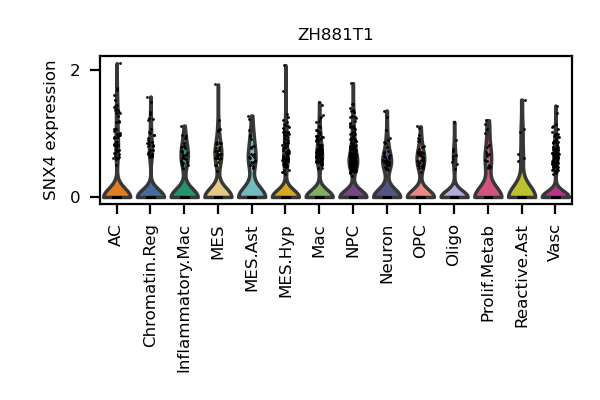 ZH881T1
SNX4 expression
2
0
AC
Chromatin.Reg
Inflammatory.Mac
MES
MES.Ast
MES.Hyp
Mac
NPC
Neuron
OPC
Oligo
Prolif.Metab
Reactive.Ast
Vasc